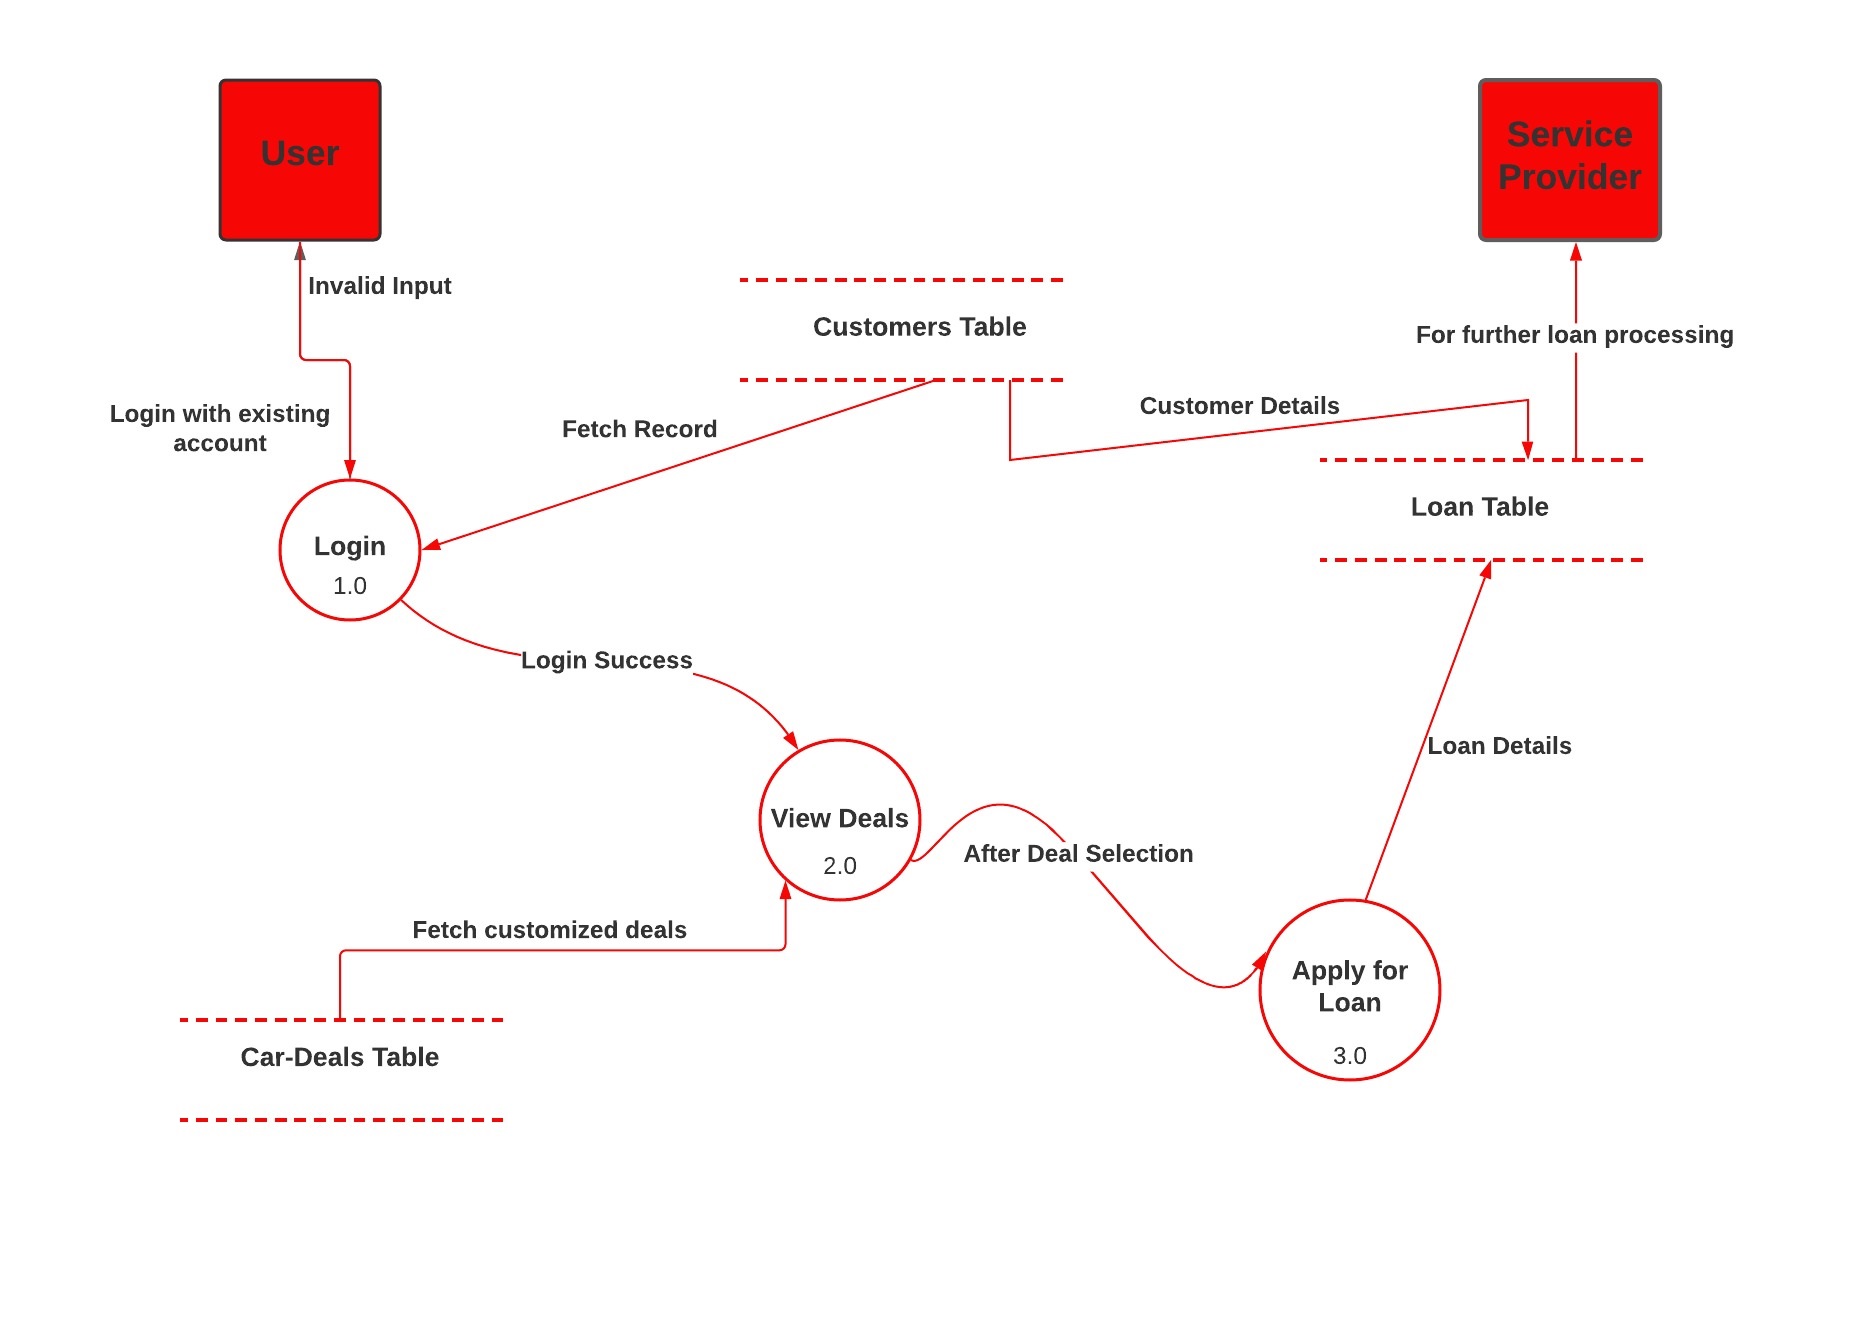 User
Service
Provider
Invalid Input
Customers Table
For further loan processing
Customer Details
Login with existing
account
Fetch Record
Loan Table
Login
1.0
Login Success
Loan Details
View Deals
2.0
After Deal Selection
Fetch customized deals
Apply for
Loan
3.0
Car-Deals Table